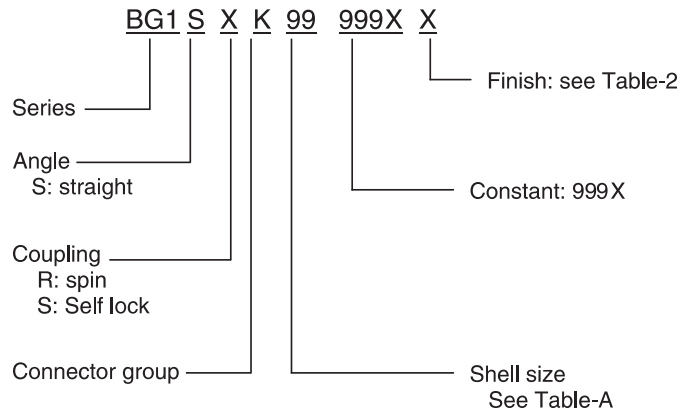 BG1 S X K 99 999X X
Finish: see Table-2
Series
Angle
S: straight
Constant: 999X
Coupling
R: spin
S: Self lock
Connector group
Shell size
See Table-A